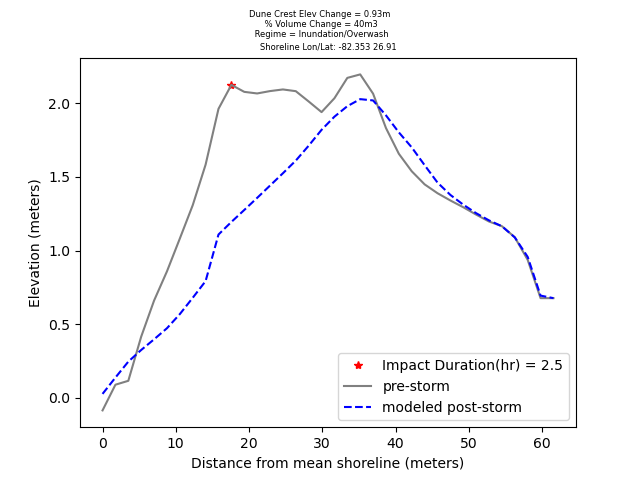 Dune Crest Elev Change = 0.93m
% Volume Change = 40m3
Regime = Inundation/Overwash
Shoreline Lon/Lat: -82.353 26.91
2.0
1.5
1.0
0.5
0.0
Elevation (meters)
Impact Duration(hr) = 2.5
pre-storm
modeled post-storm
0 10 20 30 40 50 60
Distance from mean shoreline (meters)